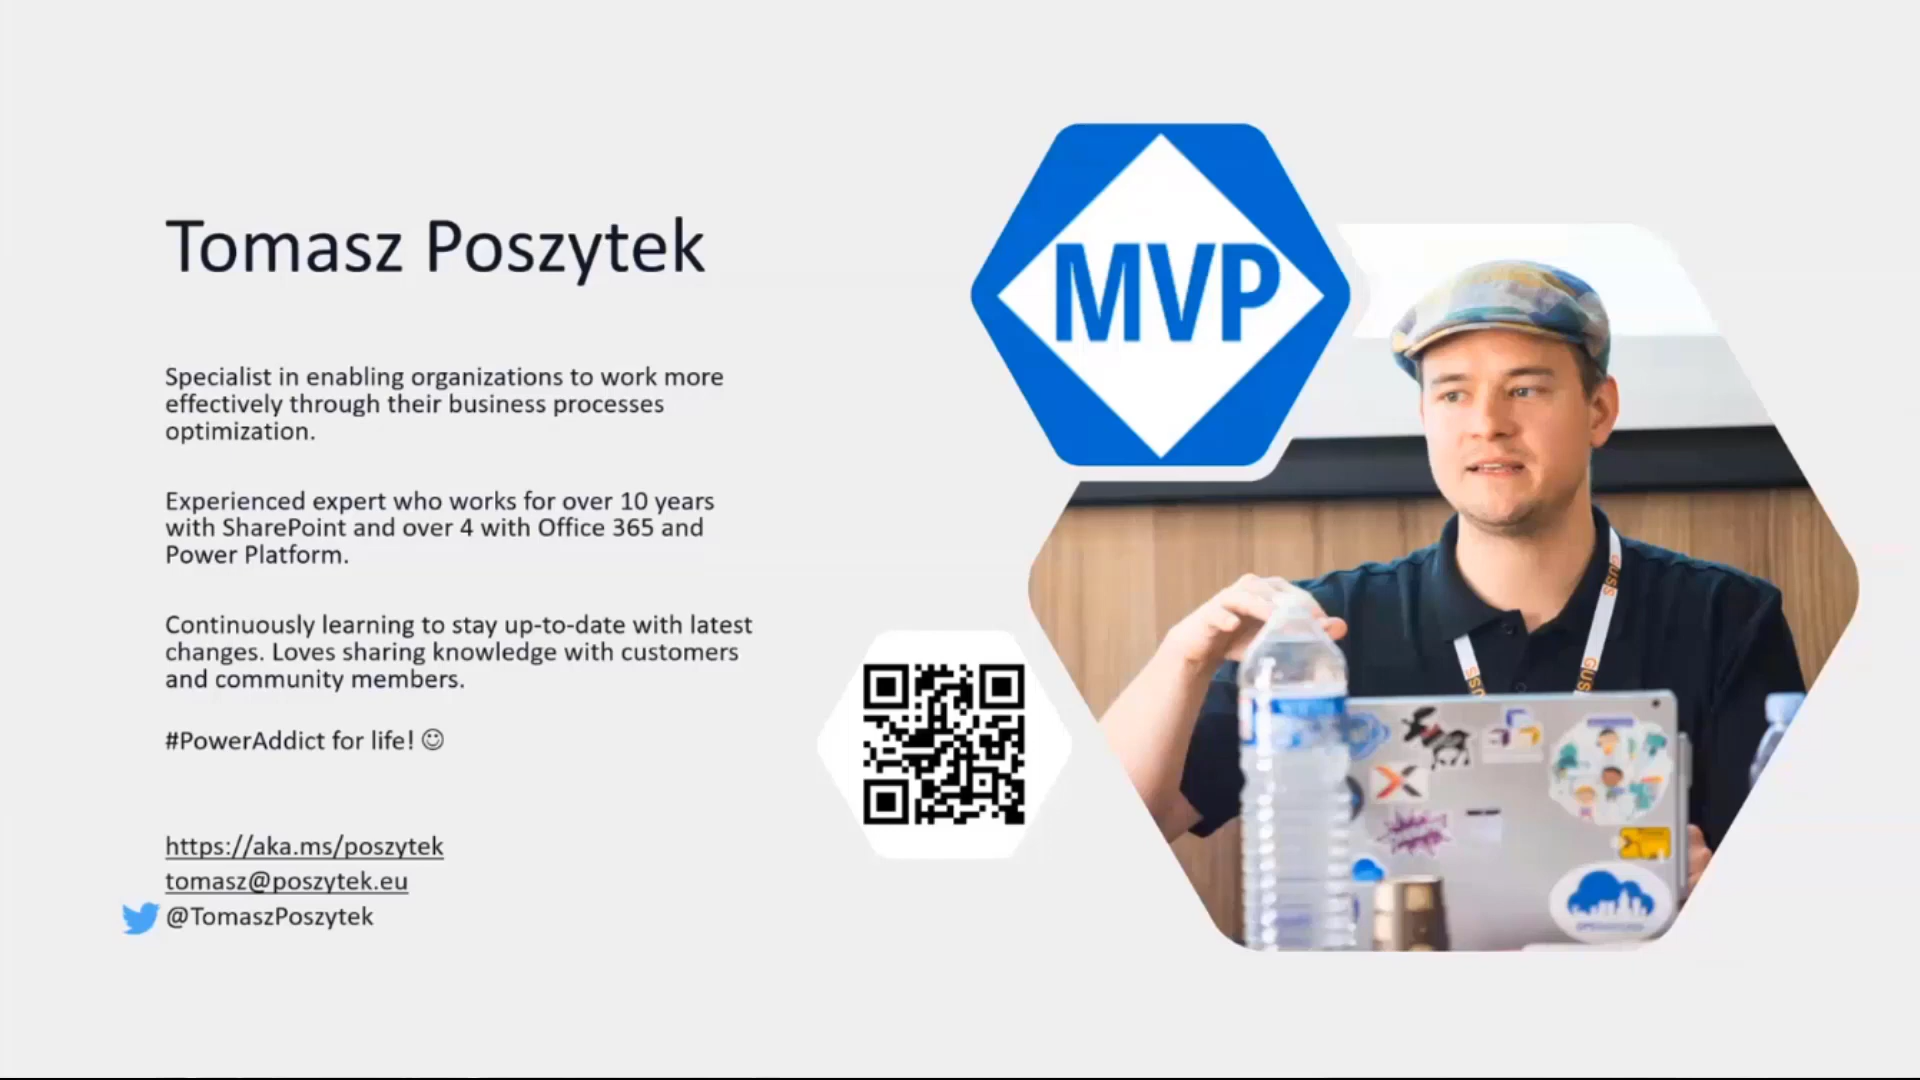 Tomasz Poszytek
Specialist in enabling organizations to work more
effectively through their business processes
optimization.
Experienced expert who works for over 10 years
with SharePoint and over 4 with Office 365 and
Power Platform.
Continuously learning to stay up-to-date with latest
changes. Loves sharing knowledge with customers
and community members.
#PowerAddict for life! ☺
https://aka.ms/poszytek
tomasz@poszytek.eu
@TomaszPoszytek
MVP